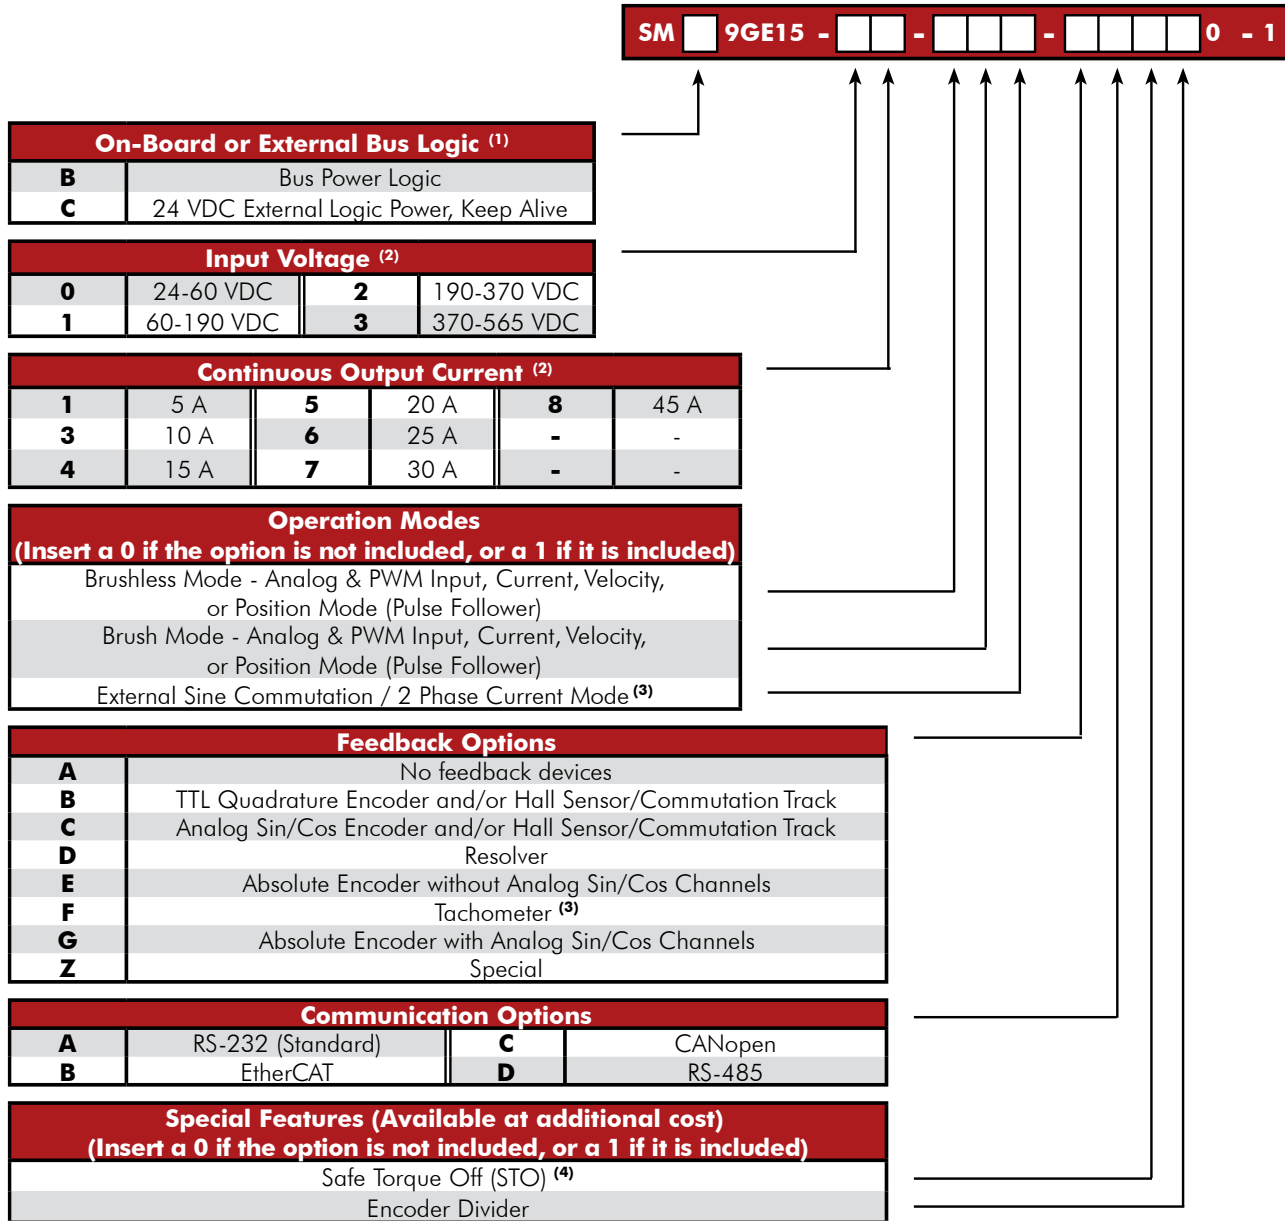 SM 9GE15 - - - 0 - 1
On-Board or External Bus Logic (1)
B Bus Power Logic
C 24 VDC External Logic Power, Keep Alive
Input Voltage (2)
0 24-60 VDC 2 190-370 VDC
1 60-190 VDC 3 370-565 VDC
Continuous Output Current (2)
1 5 A 5 20 A 8 45 A
3 10 A 6 25 A - -
4 15 A 7 30 A - -
Operation Modes
(Insert a 0 if the option is not included, or a 1 if it is included)
Brushless Mode - Analog & PWM Input, Current, Velocity,
or Position Mode (Pulse Follower)
Brush Mode - Analog & PWM Input, Current, Velocity,
or Position Mode (Pulse Follower)
External Sine Commutation / 2 Phase Current Mode (3)
Feedback Options
A No feedback devices
B TTL Quadrature Encoder and/or Hall Sensor/Commutation Track
C Analog Sin/Cos Encoder and/or Hall Sensor/Commutation Track
D Resolver
E Absolute Encoder without Analog Sin/Cos Channels
F Tachometer (3)
G Absolute Encoder with Analog Sin/Cos Channels
Z Special
Communication Options
A RS-232 (Standard) C CANopen
B EtherCAT D RS-485
Special Features (Available at additional cost)
(Insert a 0 if the option is not included, or a 1 if it is included)
Safe Torque Off (STO) (4)
Encoder Divider